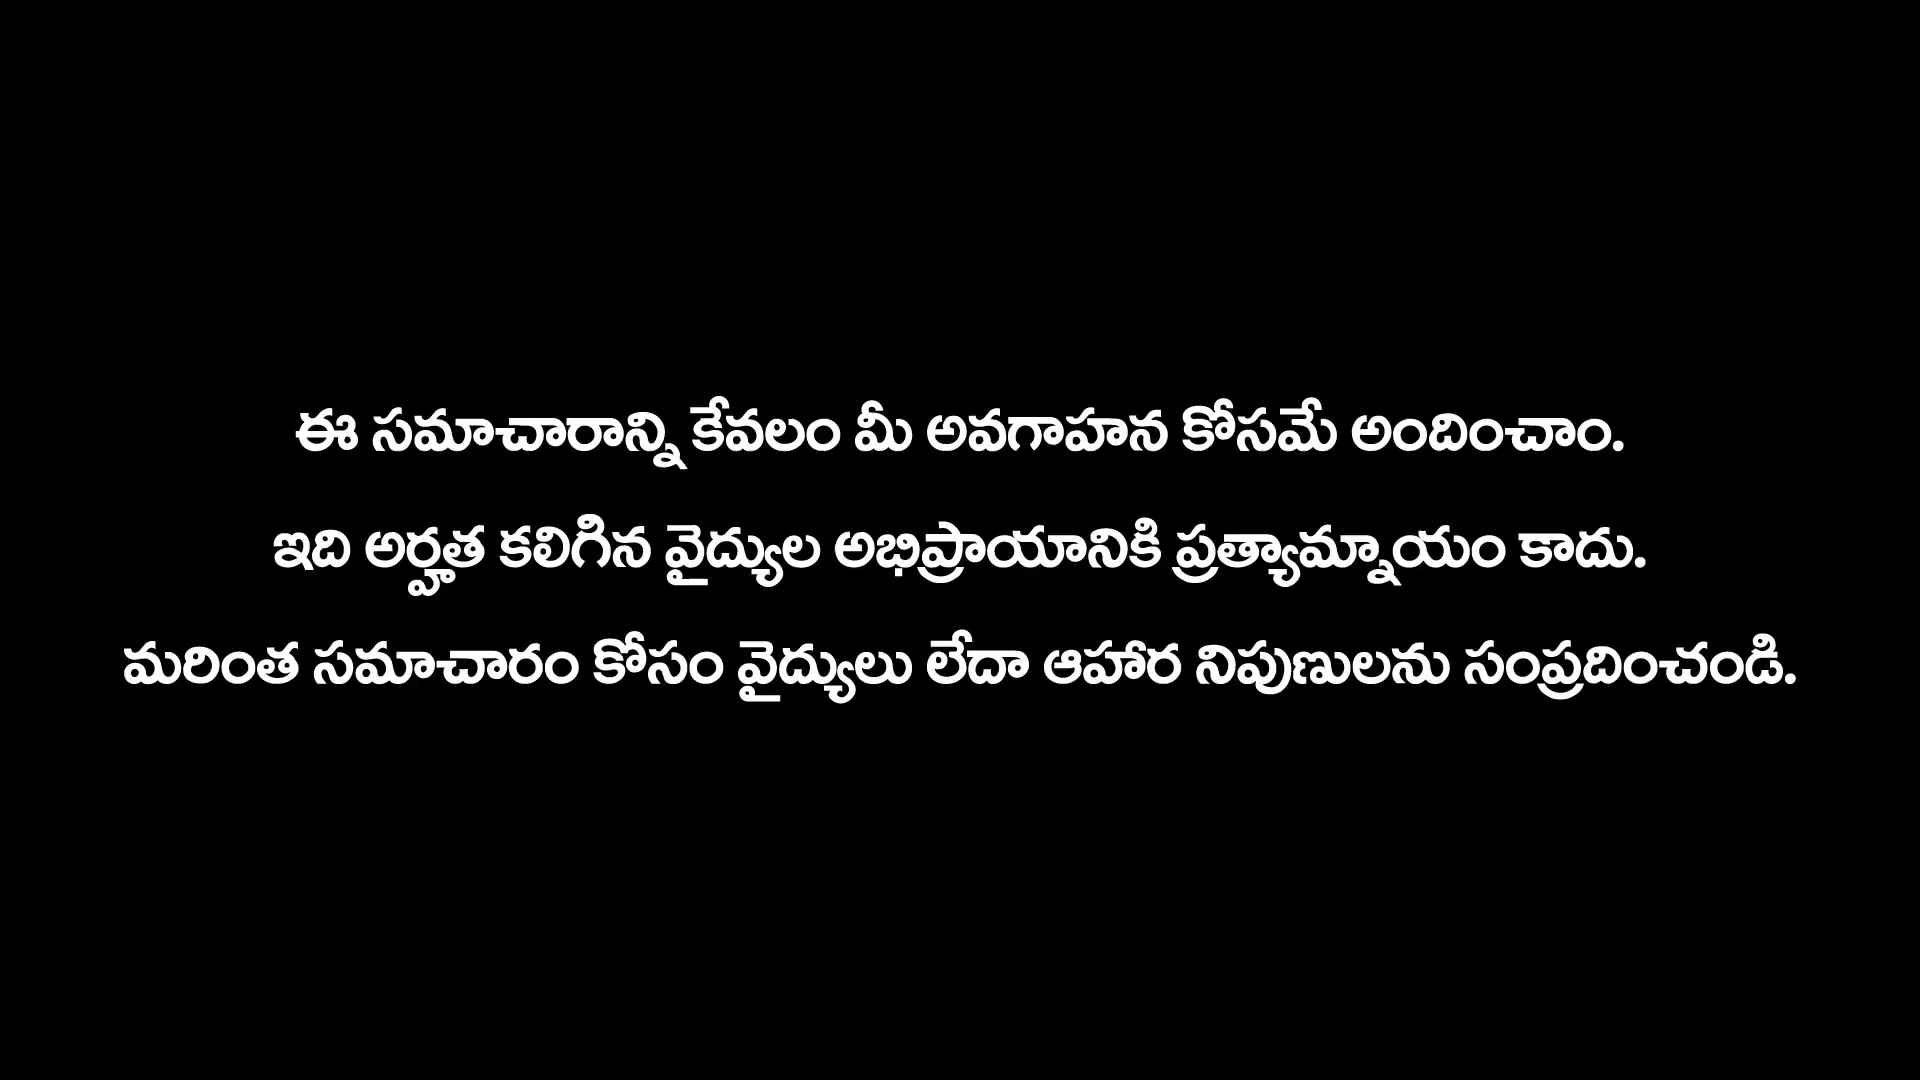 ఈ సమాచారాన్ని కేవలం మీ అవగాహన కోసమే అందించాం.
ఇది అర్హత కలిగిన వైద్యుల అభిప్రాయానికి ప్రత్యామ్నాయం కాదు.
మరింత సమాచారం కోసం వైద్యులు లేదా ఆహార నిపుణులను సంప్రదించండి.